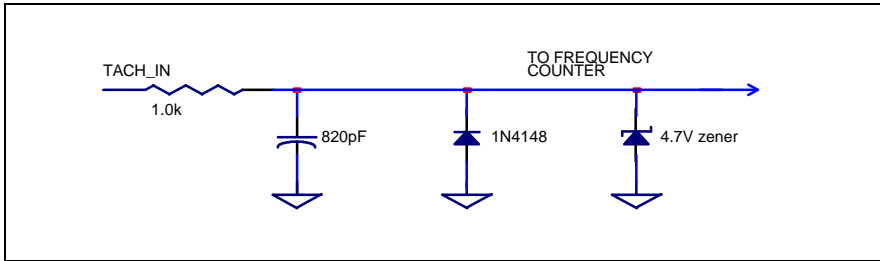 TO FREQUENCY
COUNTER
TACH_IN
1.0k
820pF
1N4148
4.7V zener